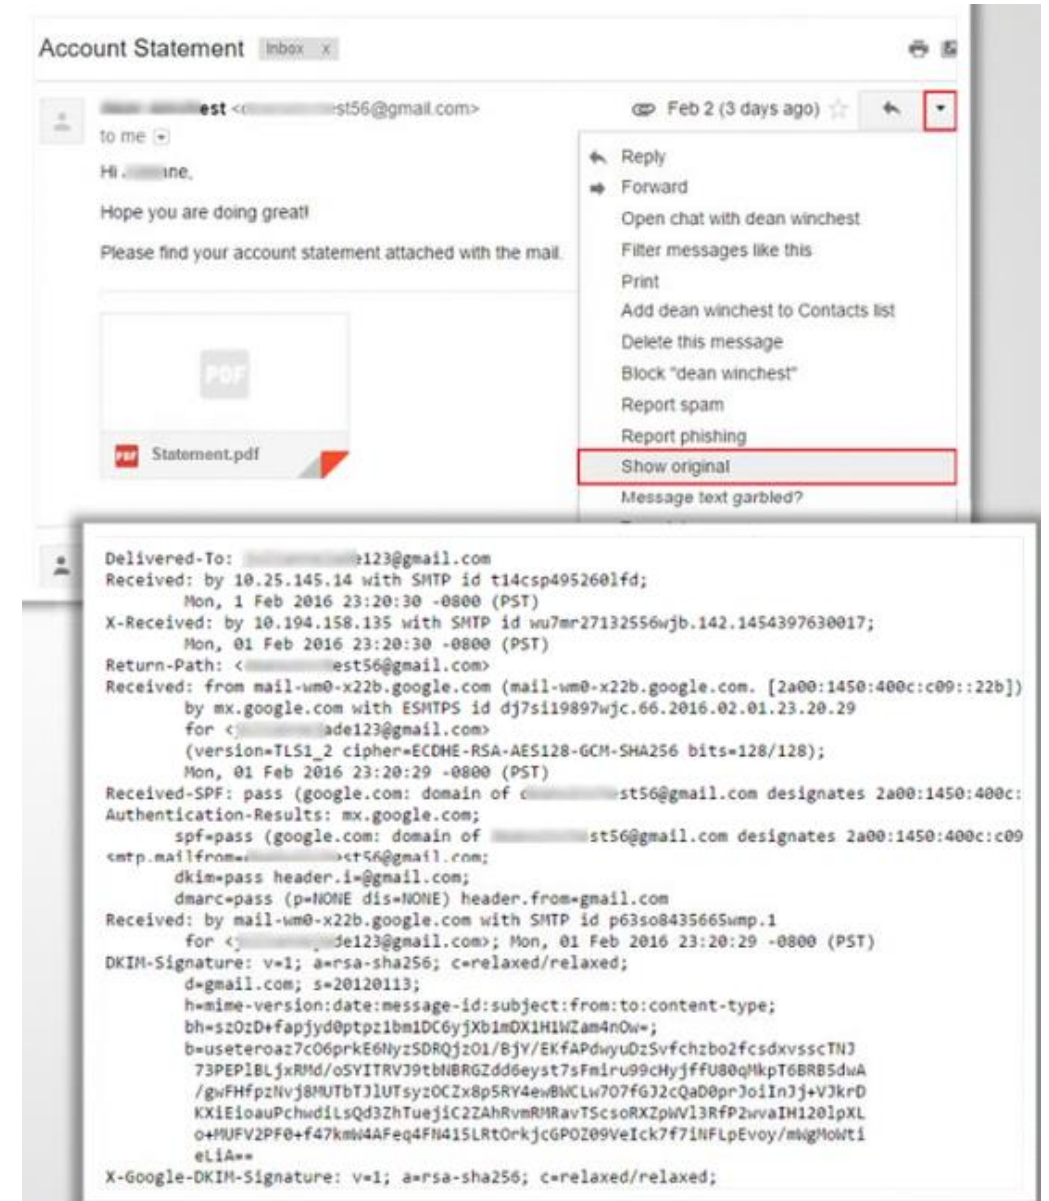 Account Statement Inbox x
est < st56@gmail.com> Feb 2 (3 days ago)
to me
Hi ne,
Hope you are doing great!
Please find your account statement attached with the mail.
PDF
PDF Statement.pdf
Reply
Forward
Open chat with dean winchest
Filter messages like this
Print
Add dean winchest to Contacts list
Delete this message
Block "dean winchest"
Report spam
Report phishing
Show original
Message text garbled?
Delivered-To: e123@gmail.com
Received: by 10.25.145.14 with SMTP id t14csp495260lfd;
Mon, 1 Feb 2016 23:20:30 -0800 (PST)
X-Received: by 10.194.158.135 with SMTP id wu7mr27132556wjb.142.1454397630017;
Mon, 01 Feb 2016 23:20:30 -0800 (PST)
Return-Path: < est56@gmail.com>
Received: from mail-wm0-x22b.google.com (mail-wm0-x22b.google.com. [2a00:1450:400c:c09::22b])
by mx.google.com with ESMTPS id dj7si19897wjc.66.2016.02.01.23.20.29
for < ade123@gmail.com>
(version=TLS1_2 cipher=ECDHE-RSA-AES128-GCM-SHA256 bits=128/128);
Mon, 01 Feb 2016 23:20:29 -0800 (PST)
Received-SPF: pass (google.com: domain of st56@gmail.com designates 2a00:1450:400c:
Authentication-Results: mx.google.com;
spf=pass (google.com: domain of st56@gmail.com designates 2a00:1450:400c:c09
smtp.mailfrom= st56@gmail.com;
dkim=pass header.i=@gmail.com;
dmarc=pass (p=NONE dis=NONE) header.from=gmail.com
Received: by mail-wm0-x22b.google.com with SMTP id p63so8435665wmp.1
for < de123@gmail.com>; Mon, 01 Feb 2016 23:20:29 -0800 (PST)
DKIM-Signature: v=1; a=rsa-sha256; c=relaxed/relaxed;
d=gmail.com; s=20120113;
h=mime-version:date:message-id:subject:from:to:content-type;
bh=szOzD+fapjyd0ptpz1bm1DC6yjXb1mDX1H1WZam4nOw=;
b=useteroaz7cO6prkE6NyzSDRQjzO1/BjY/EKfAPdwyuDzSvfchzbo2fcsdxvsscTNJ
73PEPlBLjxRMd/oSYITRVJ9tbNBRGZdd6eyst7sFmiru99cHyjffU80qMkpT6BRB5dwA
/gwFHfpzNvj8MUTbTJlUTsyzOCZx8p5RY4ewBWCLw7O7fGJ2cQaD0prJoiInJj+VJkrD
KXiEioauPchwdiLsQd3ZhTuejiC2ZAhRvmRMRavTScsoRXZpWVl3RfP2wvaIH120lpXL
o+MUFV2PF0+f47kmW4AFeq4FN415LRtOrkjcGPOZ09VeIck7f7iNFLpEvoy/mWgMoWti
eLiA==
X-Google-DKIM-Signature: v=1; a=rsa-sha256; c=relaxed/relaxed;